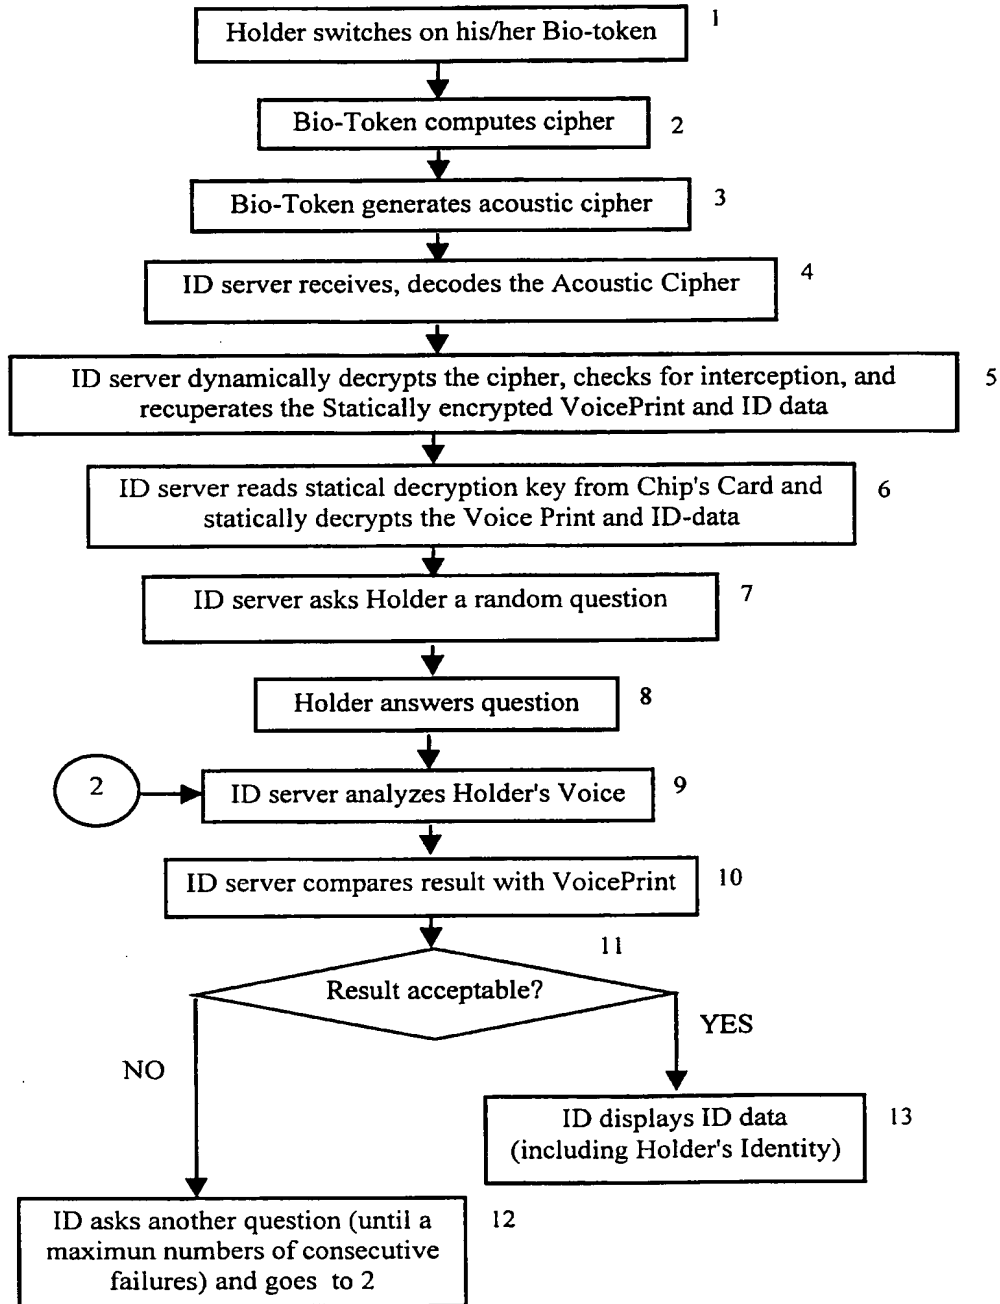 Holder switches on his/her Bio-token
1
Bio-Token computes cipher
2
Bio-Token generates acoustic cipher
3
ID server receives, decodes the Acoustic Cipher
4
ID server dynamically decrypts the cipher, checks for interception, and
recuperates the Statically encrypted VoicePrint and ID data
5
ID server reads statical decryption key from Chip's Card and
statically decrypts the Voice Print and ID-data
6
ID server asks Holder a random question
7
Holder answers question
8
2
ID server analyzes Holder's Voice
9
ID server compares result with VoicePrint
10
11
Result acceptable?
YES
NO
ID displays ID data
(including Holder's Identity)
13
ID asks another question (until a
maximun numbers of consecutive
failures) and goes to 2
12